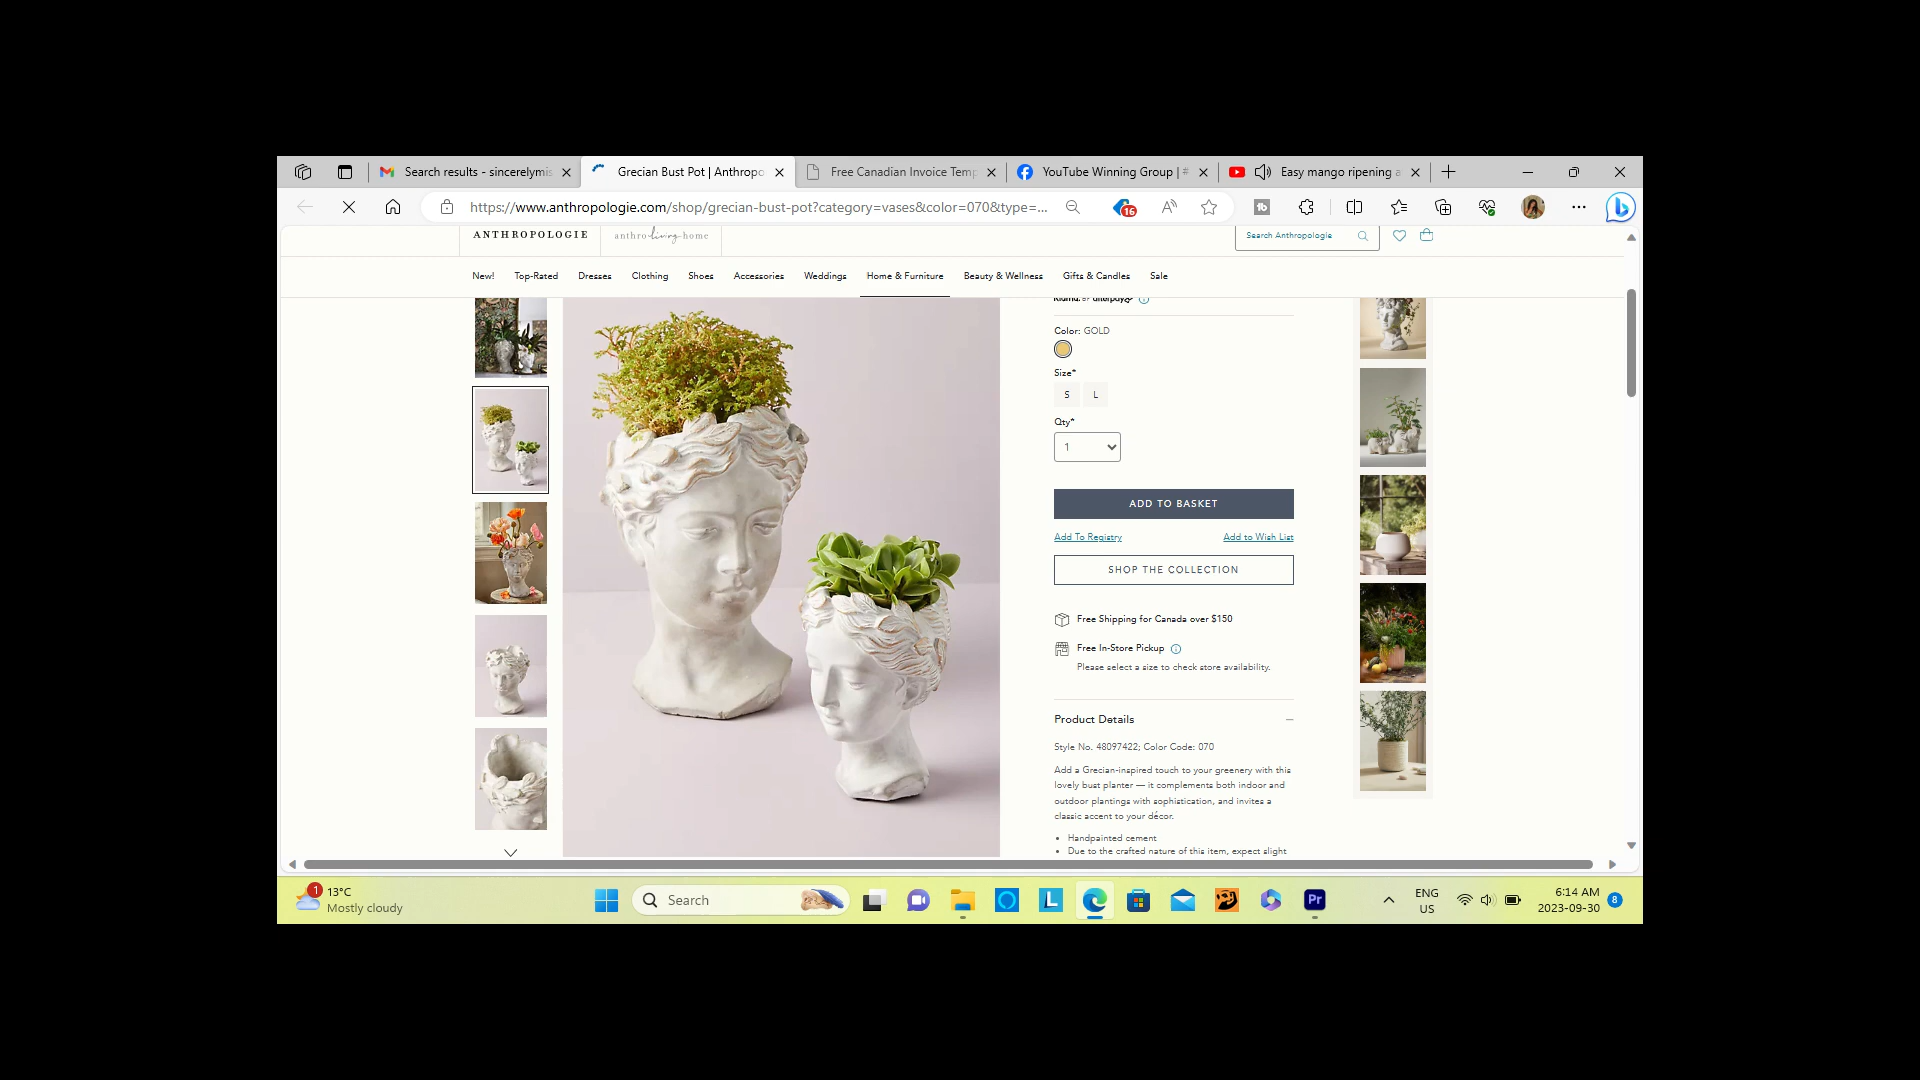 Search results - sincerelymis
Grecian Bust Pot | Anthropo
Free Canadian Invoice Temp
YouTube Winning Group | #
Easy mango ripening a
https://www.anthropologie.com/shop/grecian-bust-pot?category=vases&color=070&type=...
16
ANTHROPOLOGIE
anthro living home
Search Anthropologie
New!
Top-Rated
Dresses
Clothing
Shoes
Accessories
Weddings
Home & Furniture
Beauty & Wellness
Gifts & Candles
Sale
Klarna. or afterpay
Color: GOLD
Size*
S
L
Qty*
1
ADD TO BASKET
Add To Registry
Add to Wish List
SHOP THE COLLECTION
Free Shipping for Canada over $150
Free In-Store Pickup
Please select a size to check store availability.
Product Details
Style No. 48097422; Color Code: 070
Add a Grecian-inspired touch to your greenery with this
lovely bust planter — it complements both indoor and
outdoor plantings with sophistication, and invites a
classic accent to your décor.
• Handpainted cement
• Due to the crafted nature of this item, expect slight
1
13°C
Mostly cloudy
Search
L
Pr
ENG
US
6:14 AM
2023-09-30
8